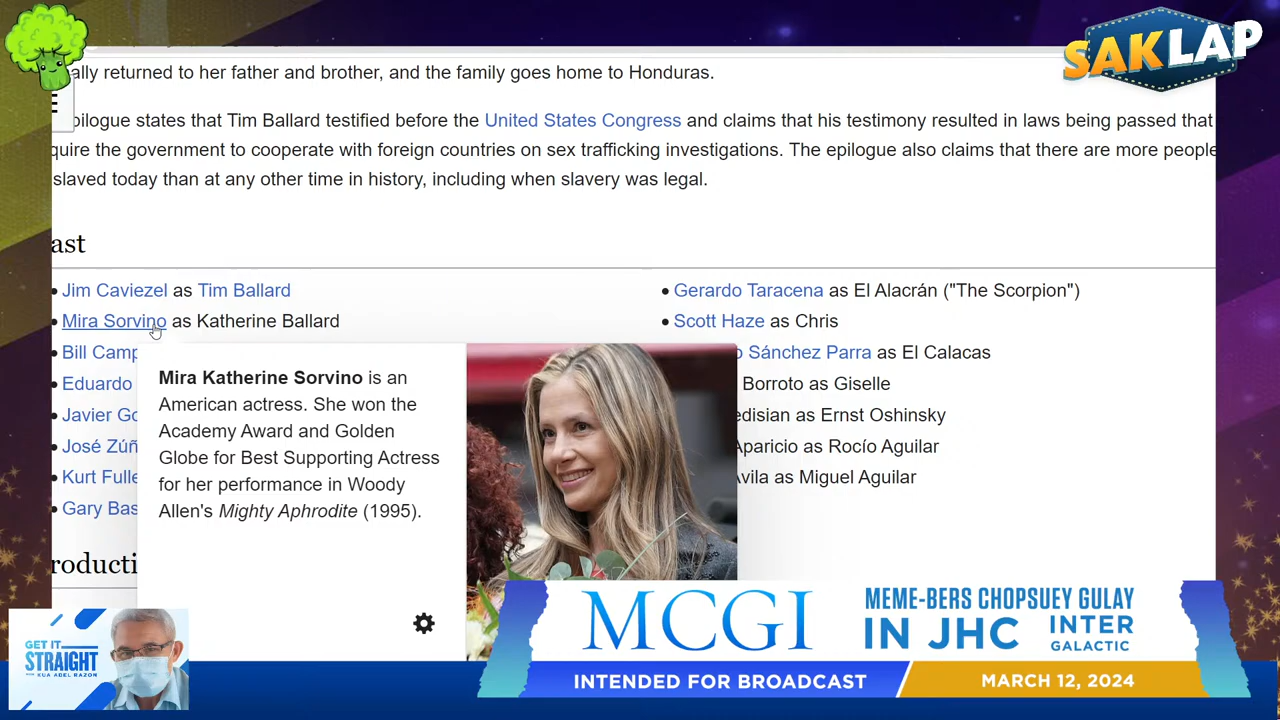 SAKLAP
ally returned to her father and brother, and the family goes home to Honduras.
pilogue states that Tim Ballard testified before the United States Congress and claims that his testimony resulted in laws being passed that
quire the government to cooperate with foreign countries on sex trafficking investigations. The epilogue also claims that there are more people
slaved today than at any other time in history, including when slavery was legal.
ast
• Jim Caviezel as Tim Ballard
• Mira Sorvino as Katherine Ballard
• Bill Camp
• Eduardo
• Javier Go
• José Zúñ
• Kurt Fulle
• Gary Bas
• Gerardo Taracena as El Alacrán ("The Scorpion")
• Scott Haze as Chris
o Sánchez Parra as El Calacas
Borroto as Giselle
edisian as Ernst Oshinsky
Aparicio as Rocío Aguilar
Ávila as Miguel Aguilar
Mira Katherine Sorvino is an
American actress. She won the
Academy Award and Golden
Globe for Best Supporting Actress
for her performance in Woody
Allen's Mighty Aphrodite (1995).
roducti
GET IT
STRAIGHT
WITH KUA ADEL RAZON
MCGI
MEME-BERS CHOPSUEY GULAY
IN JHC INTER
GALACTIC
INTENDED FOR BROADCAST
MARCH 12, 2024